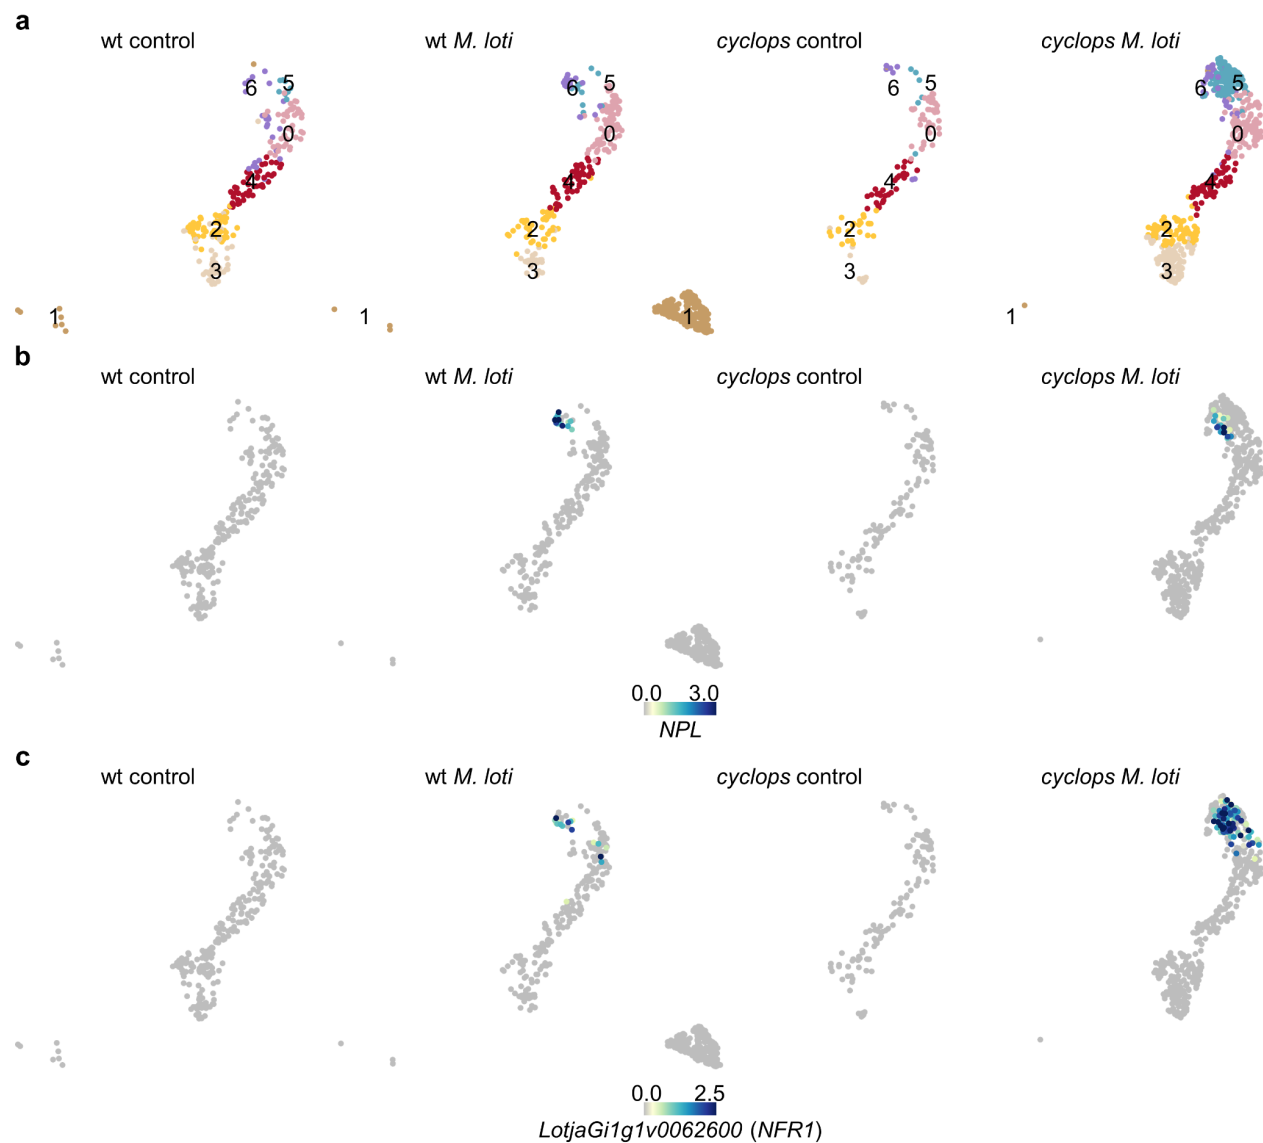 a
wt control
wt M. loti
cyclops control
cyclops M. loti
6 5
6 5
6 5
6 5
0
0
0
0
4
4
4
4
2
2
2
2
3
3
3
3
1
1
1
1
b
wt control
wt M. loti
cyclops control
cyclops M. loti
0.0 3.0
NPL
c
wt control
wt M. loti
cyclops control
cyclops M. loti
0.0 2.5
LotjaGi1g1v0062600 (NFR1)